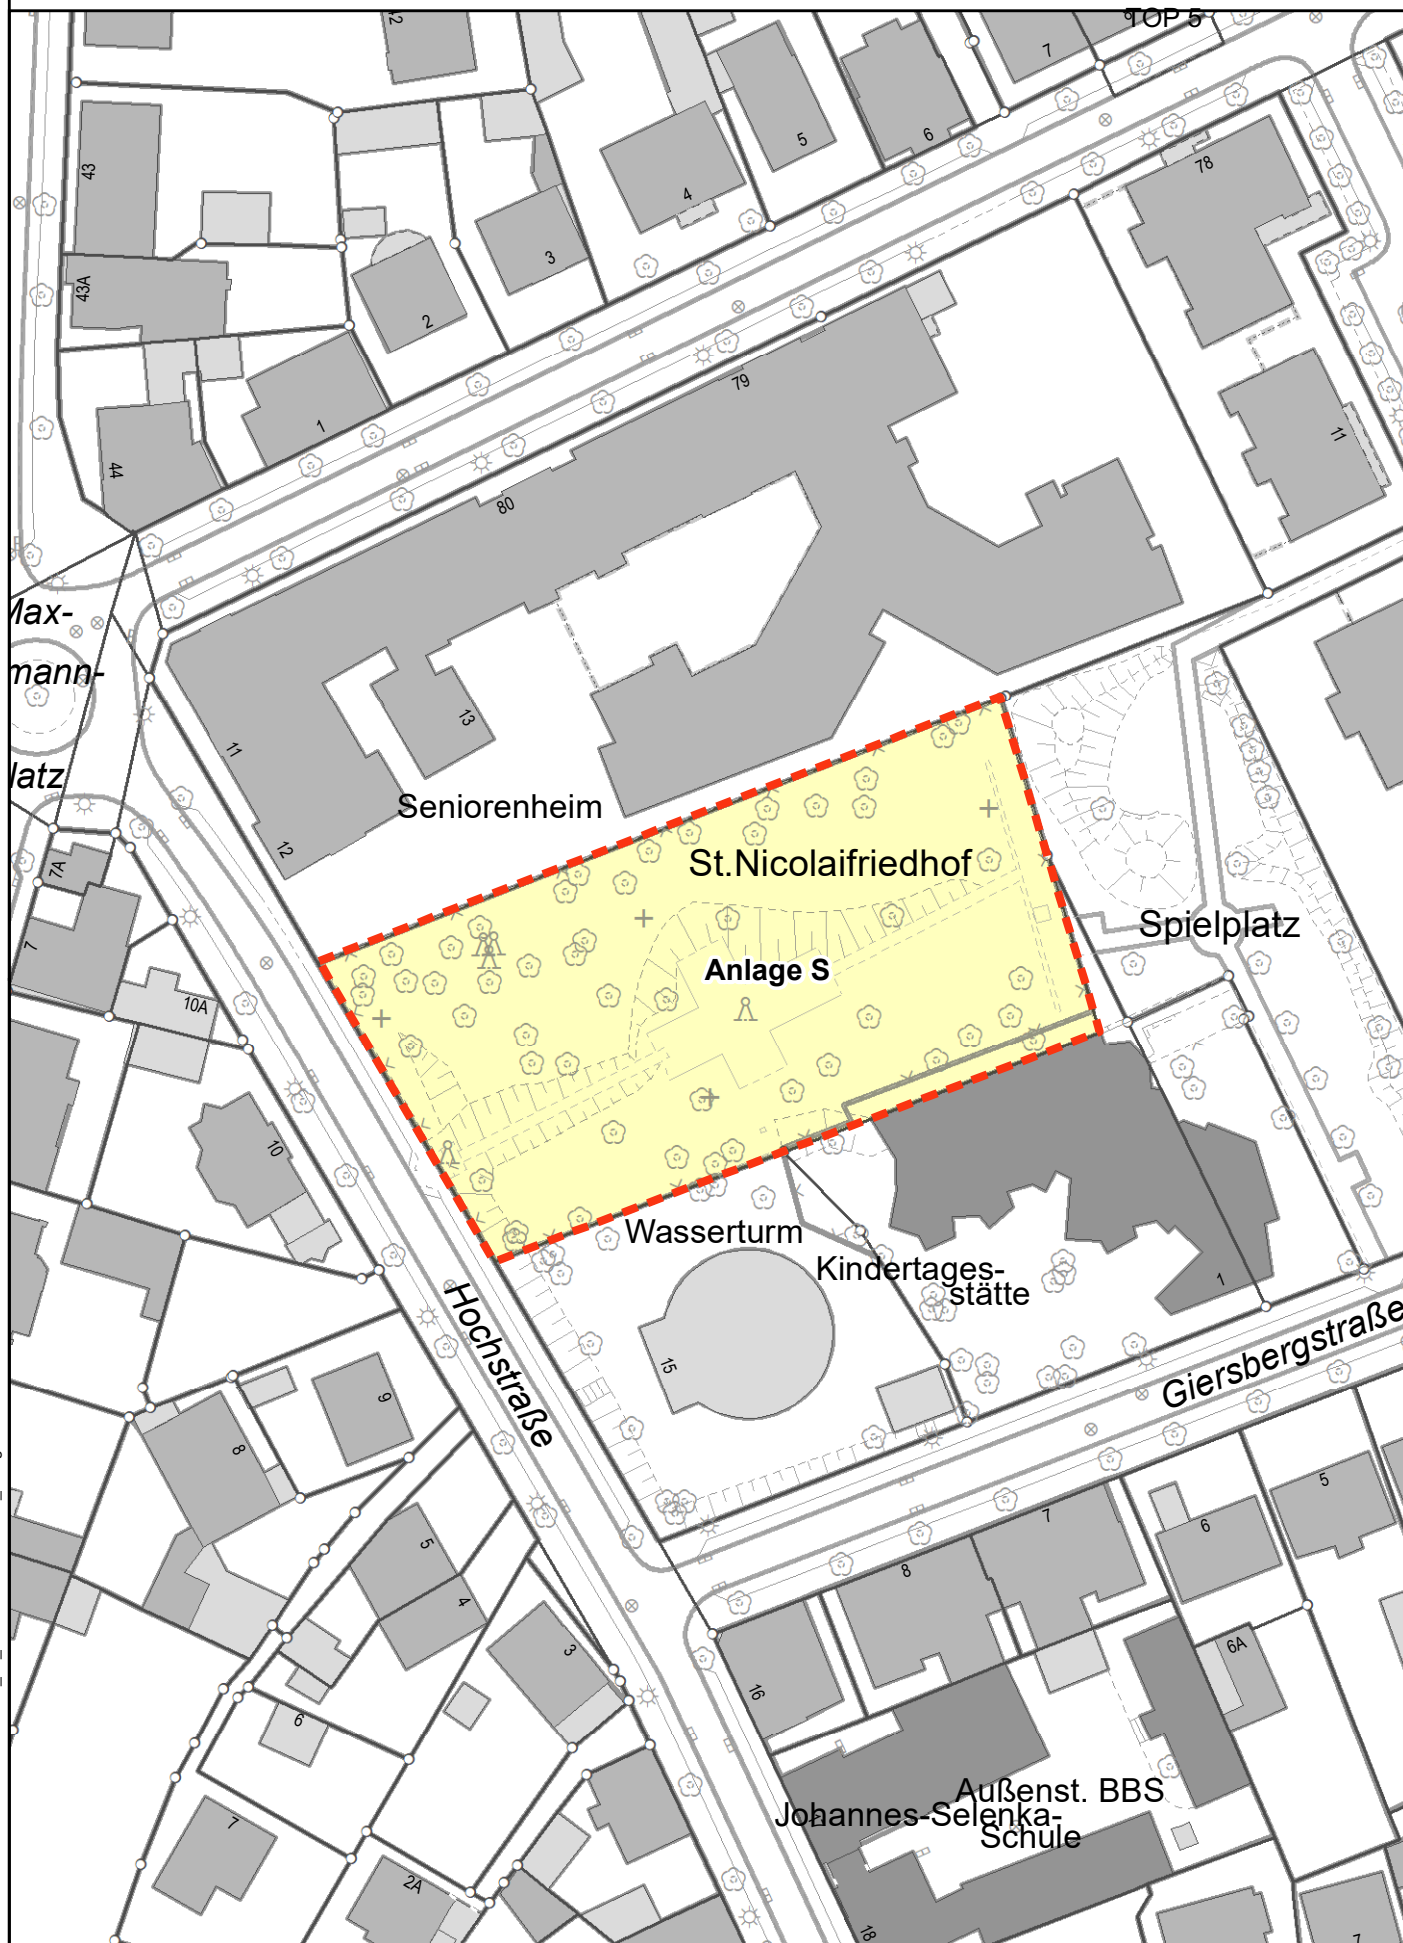 TOP 5
42
7
5
6
43
4
78
3
43A
2
79
1
11
44
80
Max-
mann-
13
11
latz
Seniorenheim
12
St.Nicolaifriedhof
7A
Spielplatz
7
Anlage S
10A
10
Wasserturm
Kindertages-
stätte
1
Hochstraße
15
Giersbergstraße
9
8
5
7
6
5
8
4
3
6A
16
6
Außenst. BBS
Johannes-Selenka-
Schule
7
2A
18
7